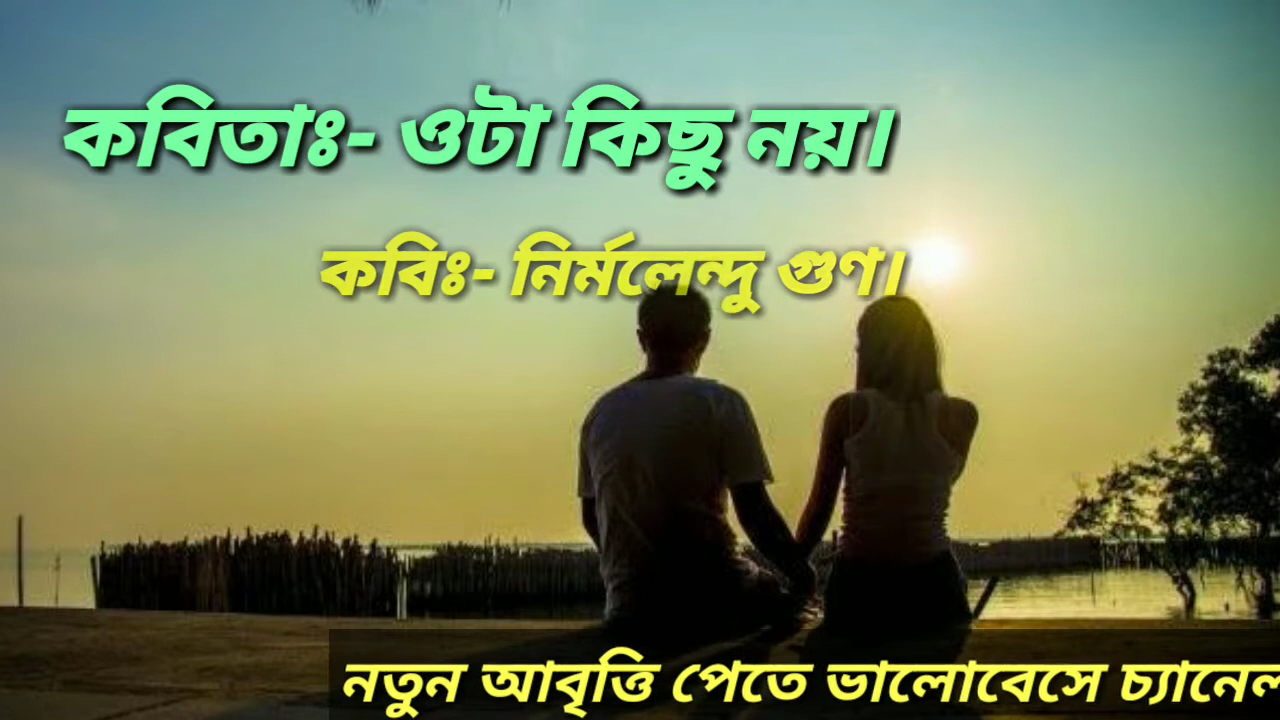 কবিতাঃ- ওটা কিছু নয়।
কবিঃ- নির্মলেন্দু গুণ।
নতুন আবৃত্তি পেতে ভালোবেসে চ্যানেল